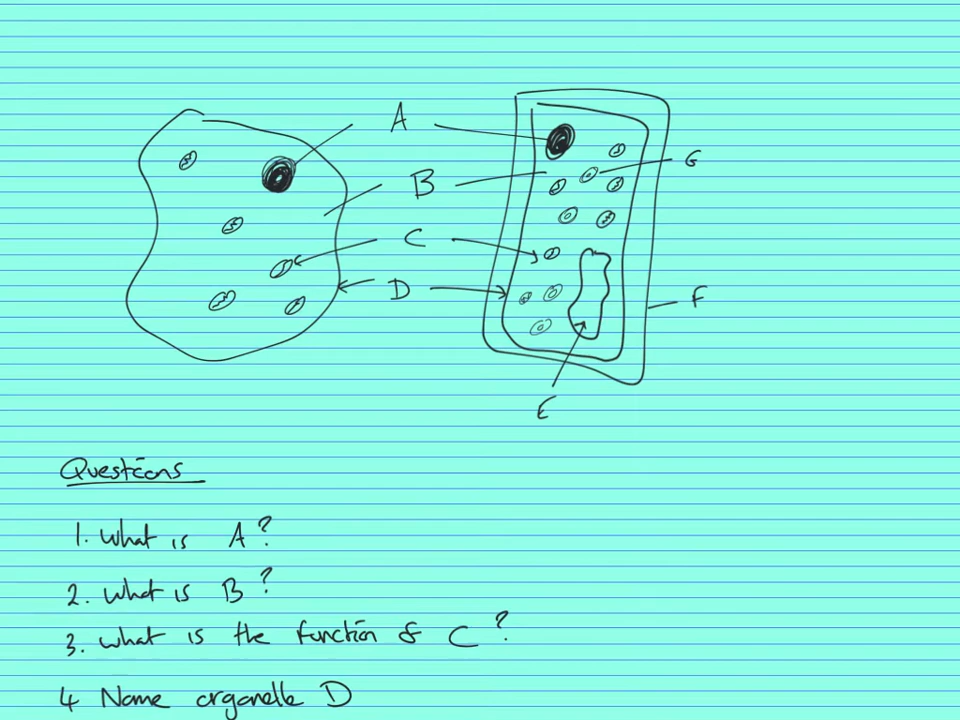 A
B
C
D
E
F
G
Questions
1. What is A?
2. What is B?
3. What is the function of C?
4 Name organelle D